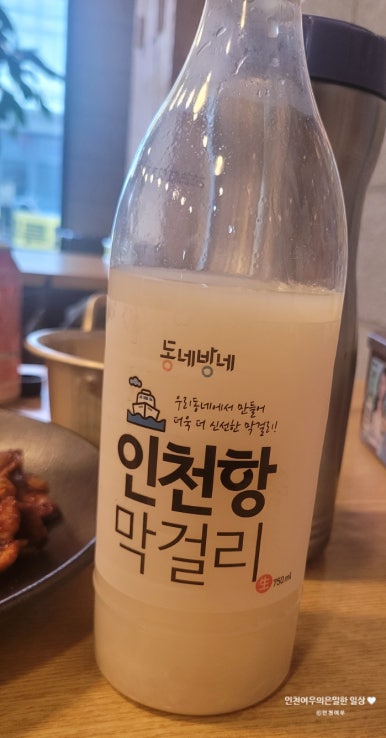 동네방네
우리동네에서 만들어
더욱 더 신선한 막걸리!
인천항
막걸리
生 750ml
인천여우의은밀한 일상 ♥
ⓒ인천여우